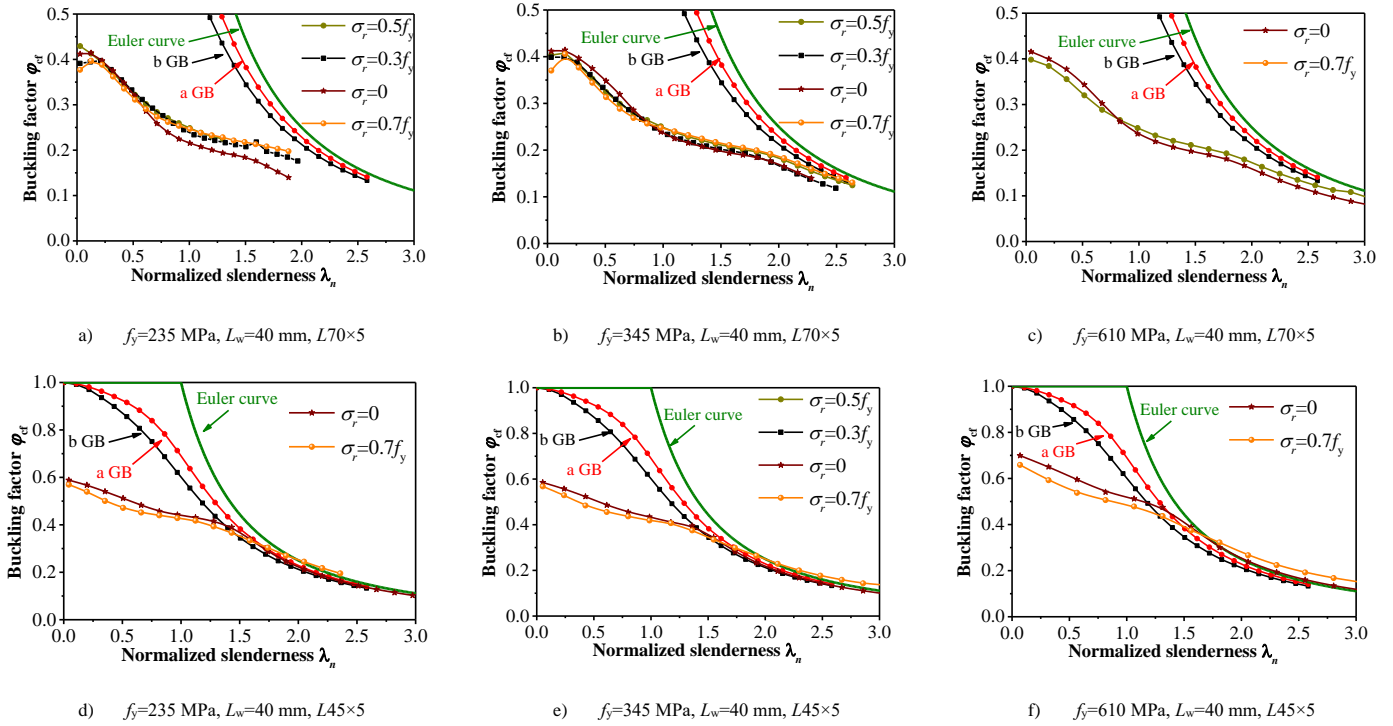 Buckling factor φef
0.5
0.4
0.3
0.2
0.1
0.0
Euler curve
b GB
a GB
σr=0.5fy
σr=0.3fy
σr=0
σr=0.7fy
0.0 0.5 1.0 1.5 2.0 2.5 3.0
Normalized slenderness λn
a) fy=235 MPa, Lw=40 mm, L70×5
Buckling factor φef
0.5
0.4
0.3
0.2
0.1
0.0
Euler curve
b GB
a GB
σr=0.5fy
σr=0.3fy
σr=0
σr=0.7fy
0.0 0.5 1.0 1.5 2.0 2.5 3.0
Normalized slenderness λn
b) fy=345 MPa, Lw=40 mm, L70×5
Buckling factor φef
0.5
0.4
0.3
0.2
0.1
0.0
Euler curve
b GB
a GB
σr=0
σr=0.7fy
0.0 0.5 1.0 1.5 2.0 2.5 3.0
Normalized slenderness λn
c) fy=610 MPa, Lw=40 mm, L70×5
Buckling factor φef
1.0
0.8
0.6
0.4
0.2
0.0
Euler curve
b GB
a GB
σr=0
σr=0.7fy
0.0 0.5 1.0 1.5 2.0 2.5 3.0
Normalized slenderness λn
d) fy=235 MPa, Lw=40 mm, L45×5
Buckling factor φef
1.0
0.8
0.6
0.4
0.2
0.0
Euler curve
b GB
a GB
σr=0.5fy
σr=0.3fy
σr=0
σr=0.7fy
0.0 0.5 1.0 1.5 2.0 2.5 3.0
Normalized slenderness λn
e) fy=345 MPa, Lw=40 mm, L45×5
Buckling factor φef
1.0
0.8
0.6
0.4
0.2
0.0
Euler curve
b GB
a GB
σr=0
σr=0.7fy
0.0 0.5 1.0 1.5 2.0 2.5 3.0
Normalized slenderness λn
f) fy=610 MPa, Lw=40 mm, L45×5